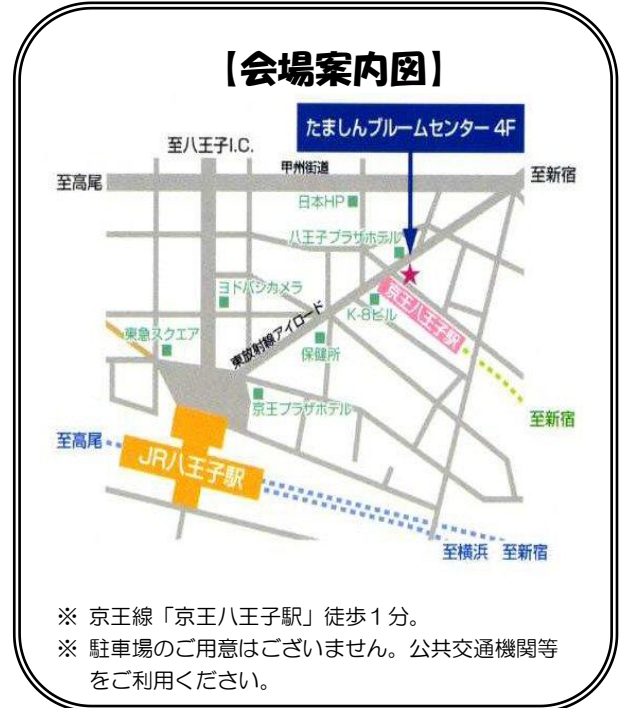 【会場案内図】
たましんブルームセンター 4F
至八王子I.C.
甲州街道
至高尾
至新宿
日本HP
八王子プラザホテル
ヨドバシカメラ
京王八王子駅
K-8ビル
東放射線アイロード
東急スクエア
保健所
京王プラザホテル
至新宿
至高尾
JR八王子駅
至横浜 至新宿
※ 京王線「京王八王子駅」徒歩1分。
※ 駐車場のご用意はございません。公共交通機関等
をご利用ください。